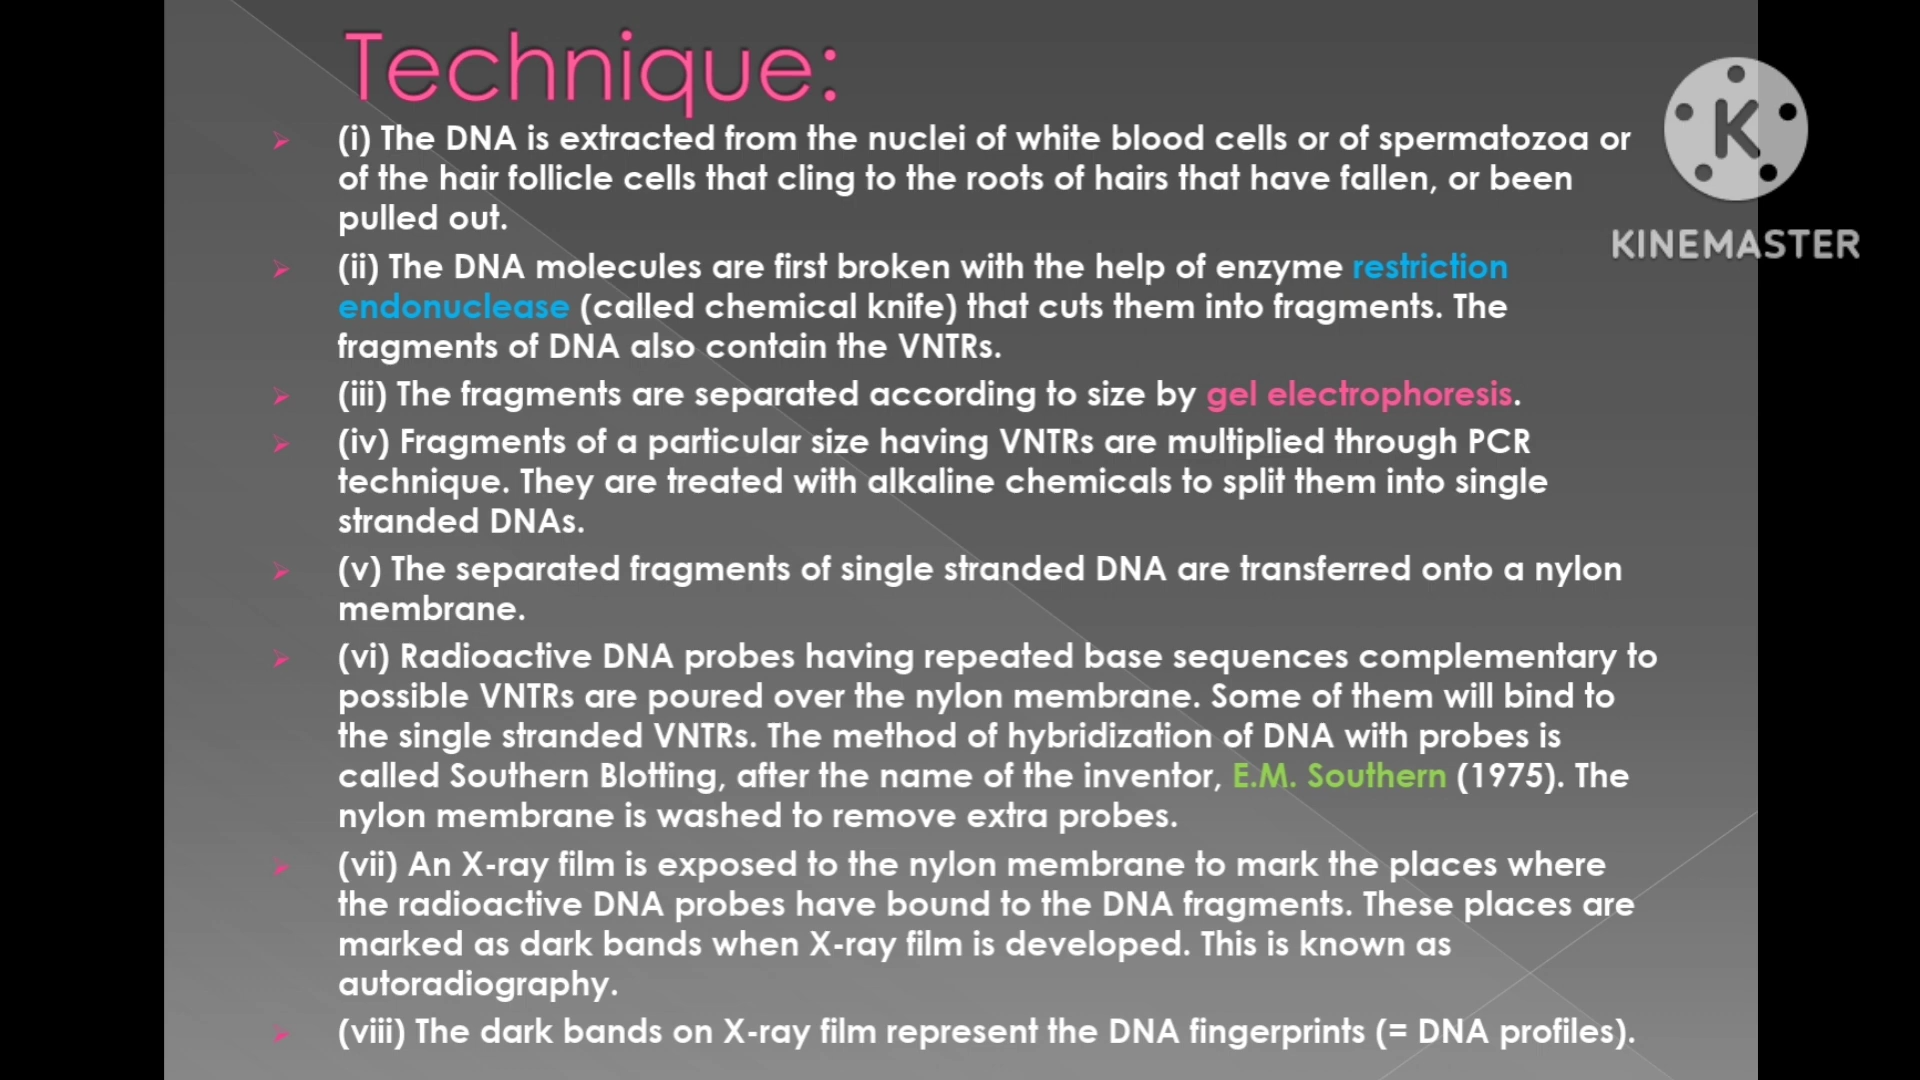 Technique:
(i) The DNA is extracted from the nuclei of white blood cells or of spermatozoa or
of the hair follicle cells that cling to the roots of hairs that have fallen, or been
pulled out.
(ii) The DNA molecules are first broken with the help of enzyme restriction
endonuclease (called chemical knife) that cuts them into fragments. The
fragments of DNA also contain the VNTRs.
(iii) The fragments are separated according to size by gel electrophoresis.
(iv) Fragments of a particular size having VNTRs are multiplied through PCR
technique. They are treated with alkaline chemicals to split them into single
stranded DNAs.
(v) The separated fragments of single stranded DNA are transferred onto a nylon
membrane.
(vi) Radioactive DNA probes having repeated base sequences complementary to
possible VNTRs are poured over the nylon membrane. Some of them will bind to
the single stranded VNTRs. The method of hybridization of DNA with probes is
called Southern Blotting, after the name of the inventor, E.M. Southern (1975). The
nylon membrane is washed to remove extra probes.
(vii) An X-ray film is exposed to the nylon membrane to mark the places where
the radioactive DNA probes have bound to the DNA fragments. These places are
marked as dark bands when X-ray film is developed. This is known as
autoradiography.
(viii) The dark bands on X-ray film represent the DNA fingerprints (= DNA profiles).
K
KINEMASTER